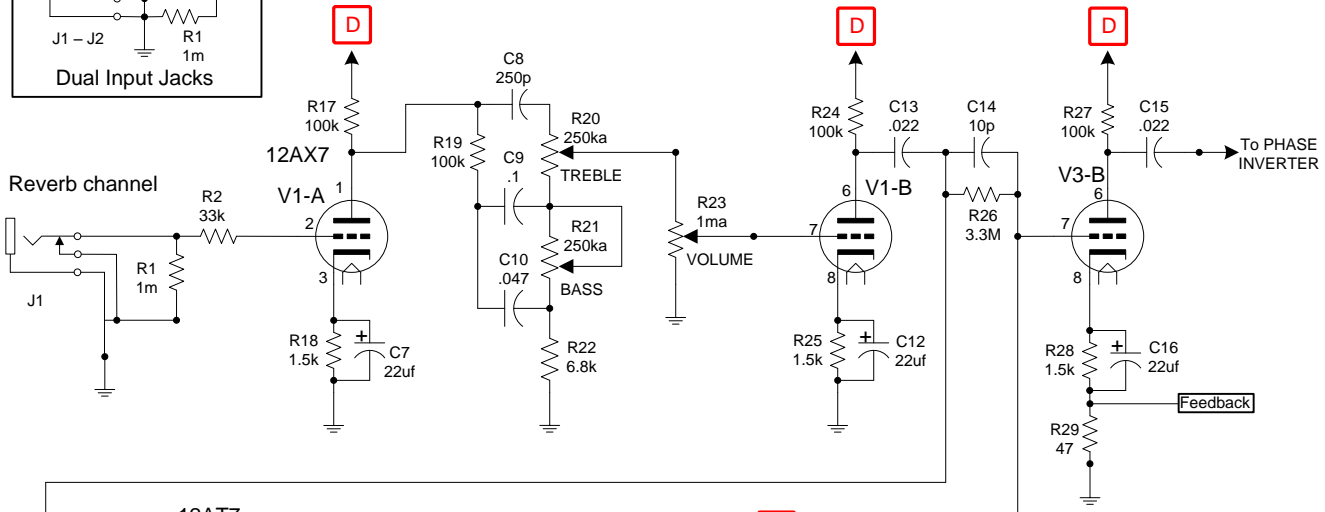 J1 – J2
R1
1m
Dual Input Jacks
D
D
D
C8
250p
R17
100k
R19
100k
R20
250ka
TREBLE
C9
.1
12AX7
V1-A
1
2
3
Reverb channel
R2
33k
R1
1m
J1
R21
250ka
BASS
C10
.047
R22
6.8k
R18
1.5k
+
C7
22uf
R23
1ma
VOLUME
R24
100k
C13
.022
C14
10p
R26
3.3M
6
V1-B
7
8
R25
1.5k
+
C12
22uf
R27
100k
C15
.022
To PHASE
INVERTER
V3-B
6
7
8
R28
1.5k
+
C16
22uf
Feedback
R29
47